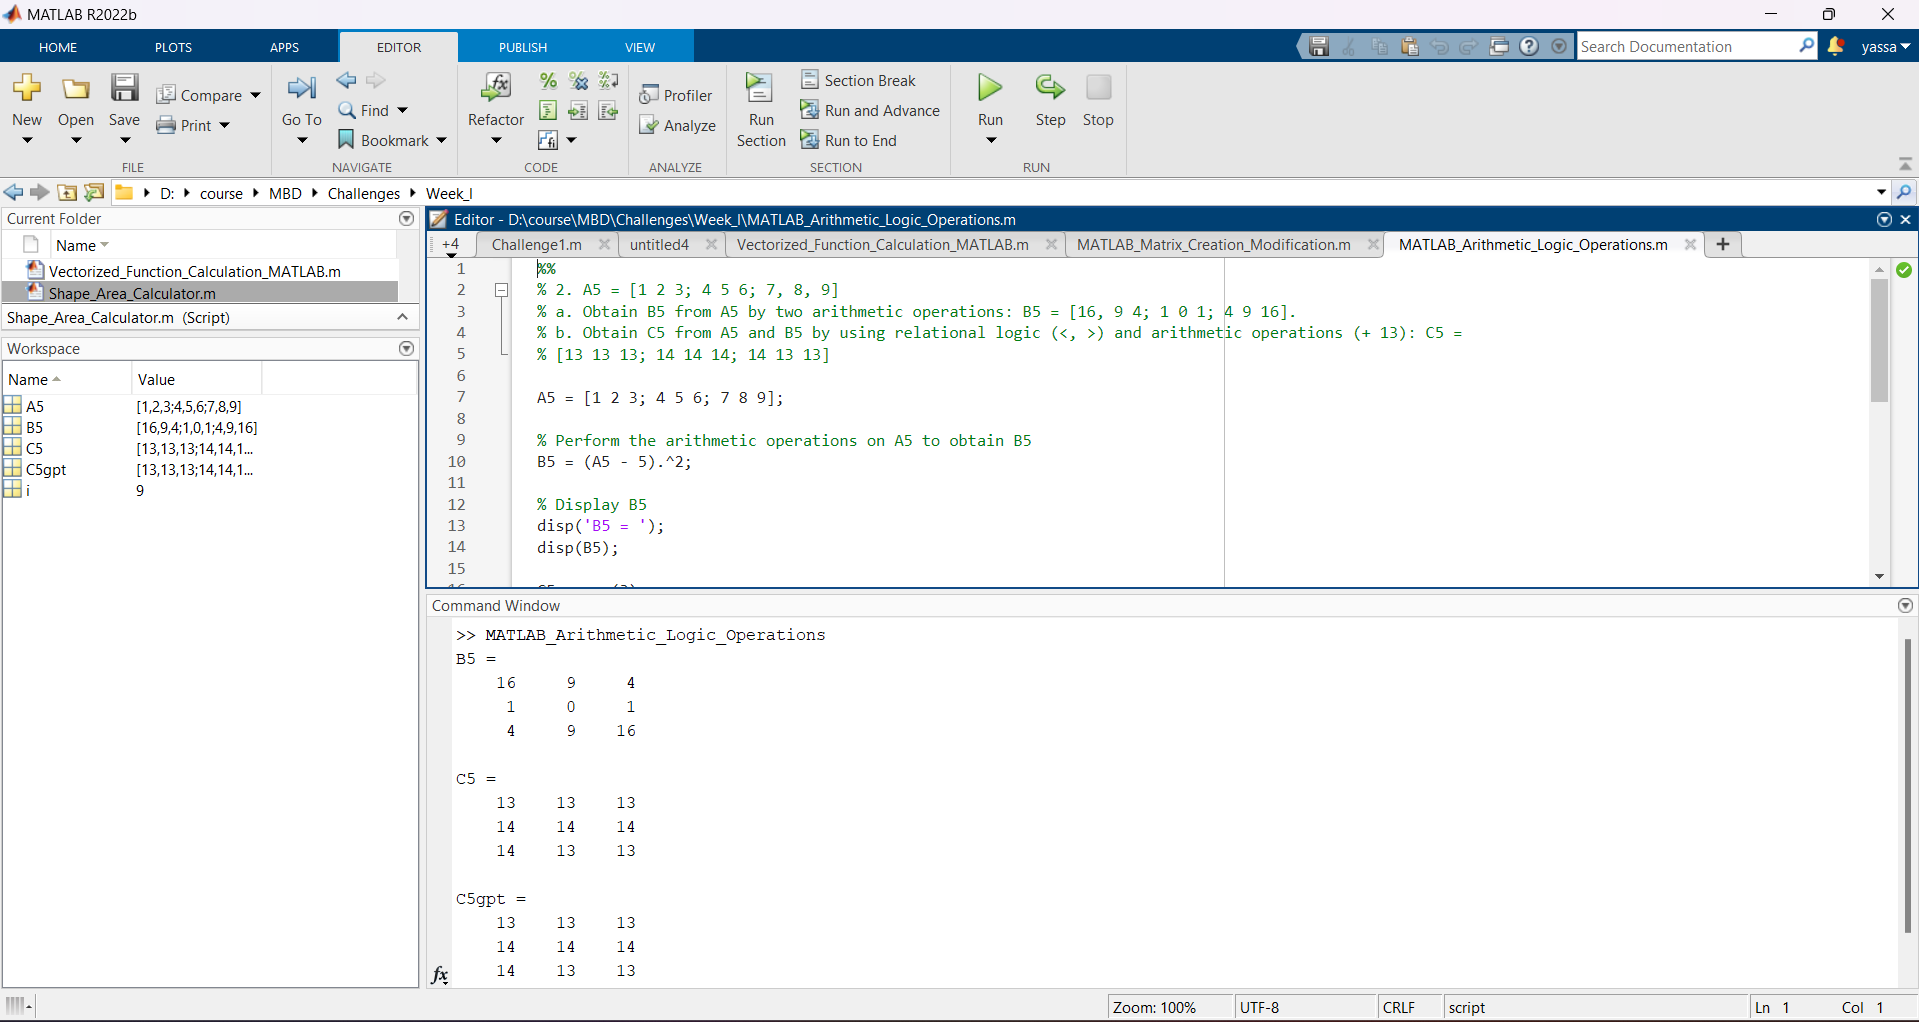 MATLAB R2022b
HOME PLOTS APPS EDITOR PUBLISH VIEW
Search Documentation
yassa
New
Open
Save
Compare
Print
FILE
Go To
Find
Bookmark
NAVIGATE
Refactor
CODE
Profiler
Analyze
ANALYZE
Run Section
Section Break
Run and Advance
Run to End
SECTION
Run
Step
Stop
RUN
D: course MBD Challenges Week_I
Current Folder
Name
Vectorized_Function_Calculation_MATLAB.m
Shape_Area_Calculator.m
Shape_Area_Calculator.m (Script)
Workspace
Name Value
A5 [1,2,3;4,5,6;7,8,9]
B5 [16,9,4;1,0,1;4,9,16]
C5 [13,13,13;14,14,1...
C5gpt [13,13,13;14,14,1...
i 9
Editor - D:\course\MBD\Challenges\Week_I\MATLAB_Arithmetic_Logic_Operations.m
+4 Challenge1.m untitled4 Vectorized_Function_Calculation_MATLAB.m MATLAB_Matrix_Creation_Modification.m MATLAB_Arithmetic_Logic_Operations.m
1 %%
2 % 2. A5 = [1 2 3; 4 5 6; 7, 8, 9]
3 % a. Obtain B5 from A5 by two arithmetic operations: B5 = [16, 9 4; 1 0 1; 4 9 16].
4 % b. Obtain C5 from A5 and B5 by using relational logic (<, >) and arithmetic operations (+ 13): C5 =
5 % [13 13 13; 14 14 14; 14 13 13]
6
7 A5 = [1 2 3; 4 5 6; 7 8 9];
8
9 % Perform the arithmetic operations on A5 to obtain B5
10 B5 = (A5 - 5).^2;
11
12 % Display B5
13 disp('B5 = ');
14 disp(B5);
15
Command Window
>> MATLAB_Arithmetic_Logic_Operations
B5 =
16 9 4
1 0 1
4 9 16
C5 =
13 13 13
14 14 14
14 13 13
C5gpt =
13 13 13
14 14 14
fx 14 13 13
Zoom: 100% UTF-8 CRLF script Ln 1 Col 1